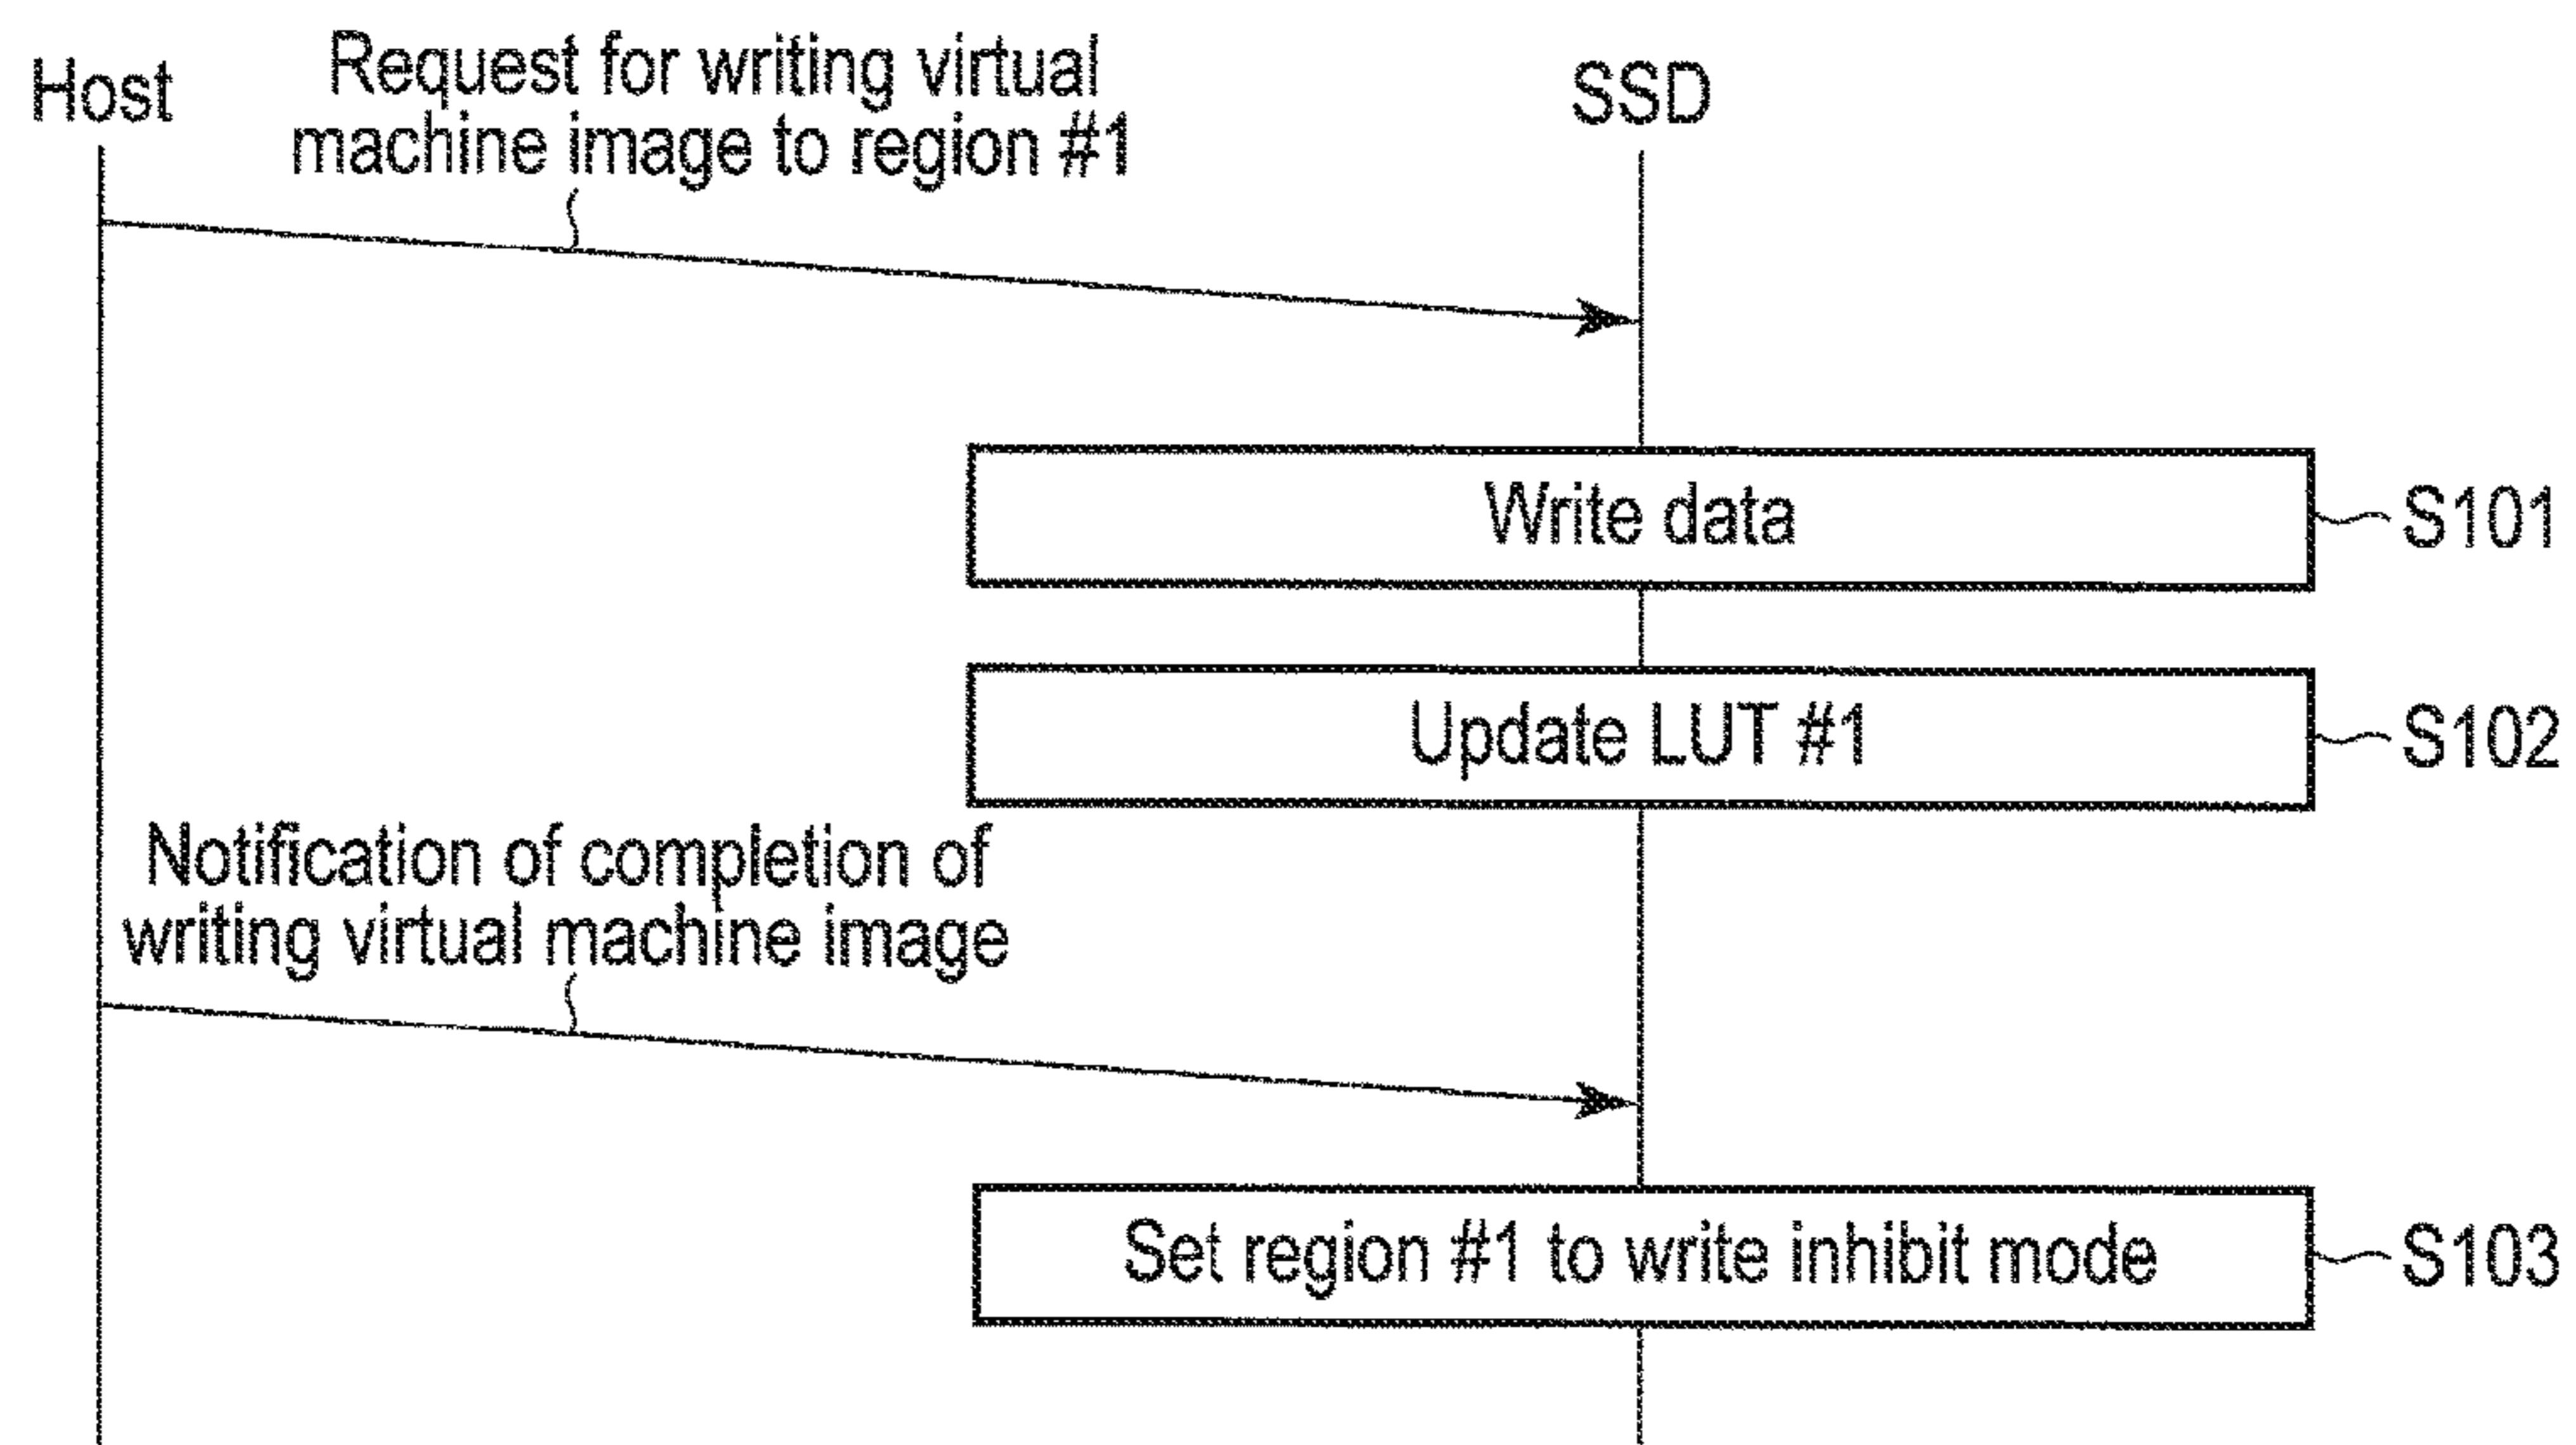 Host
Request for writing virtual
machine image to region #1
SSD
Write data
S101
Update LUT #1
S102
Notification of completion of
writing virtual machine image
Set region #1 to write inhibit mode
S103